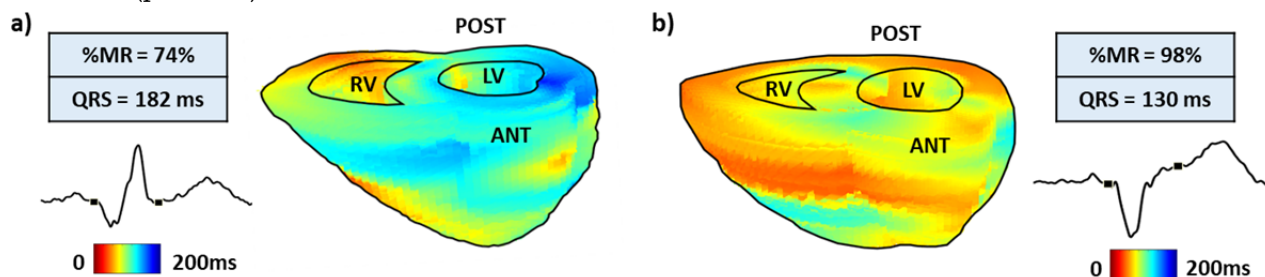 a)
%MR = 74%
QRS = 182 ms
POST
RV
LV
ANT
0
200ms
b)
POST
%MR = 98%
QRS = 130 ms
RV
LV
ANT
0
200ms